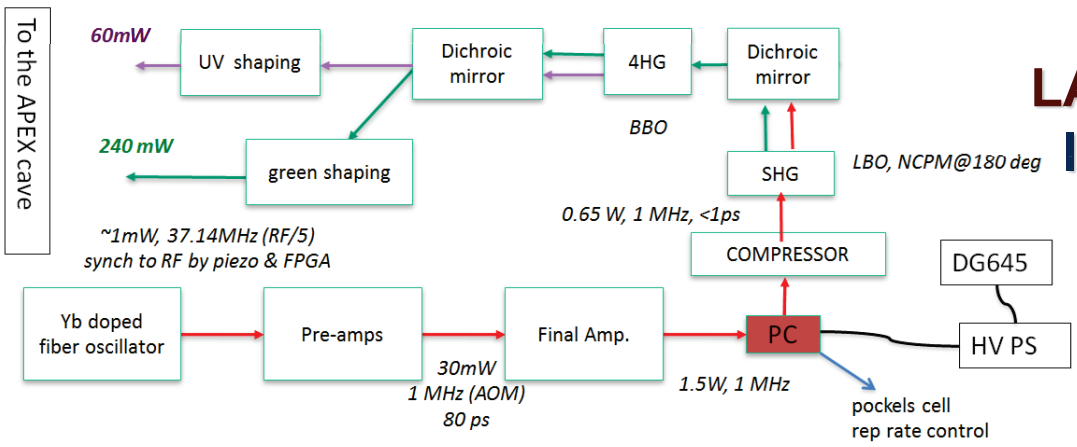 To the APEX cave
60mW
UV shaping
Dichroic
mirror
4HG
Dichroic
mirror
LA
BBO
240 mW
green shaping
SHG
LBO, NCPM@180 deg
0.65 W, 1 MHz, <1ps
~1mW, 37.14MHz (RF/5)
synch to RF by piezo & FPGA
COMPRESSOR
DG645
Yb doped
fiber oscillator
Pre-amps
Final Amp.
PC
HV PS
30mW
1 MHz (AOM)
80 ps
1.5W, 1 MHz
pockels cell
rep rate control